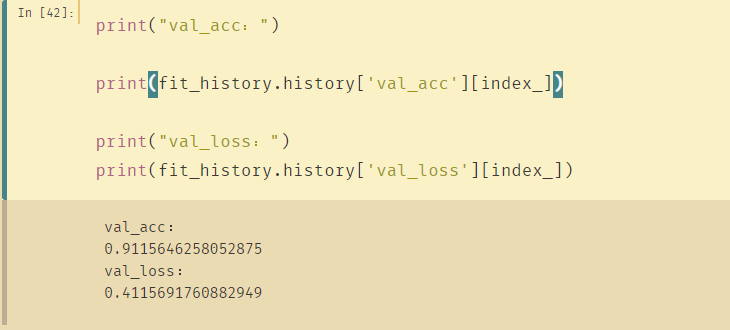 In [42]:
print("val_acc：")
print(fit_history.history['val_acc'][index_])
print("val_loss：")
print(fit_history.history['val_loss'][index_])
val_acc：
0.9115646258052875
val_loss：
0.4115691760882949